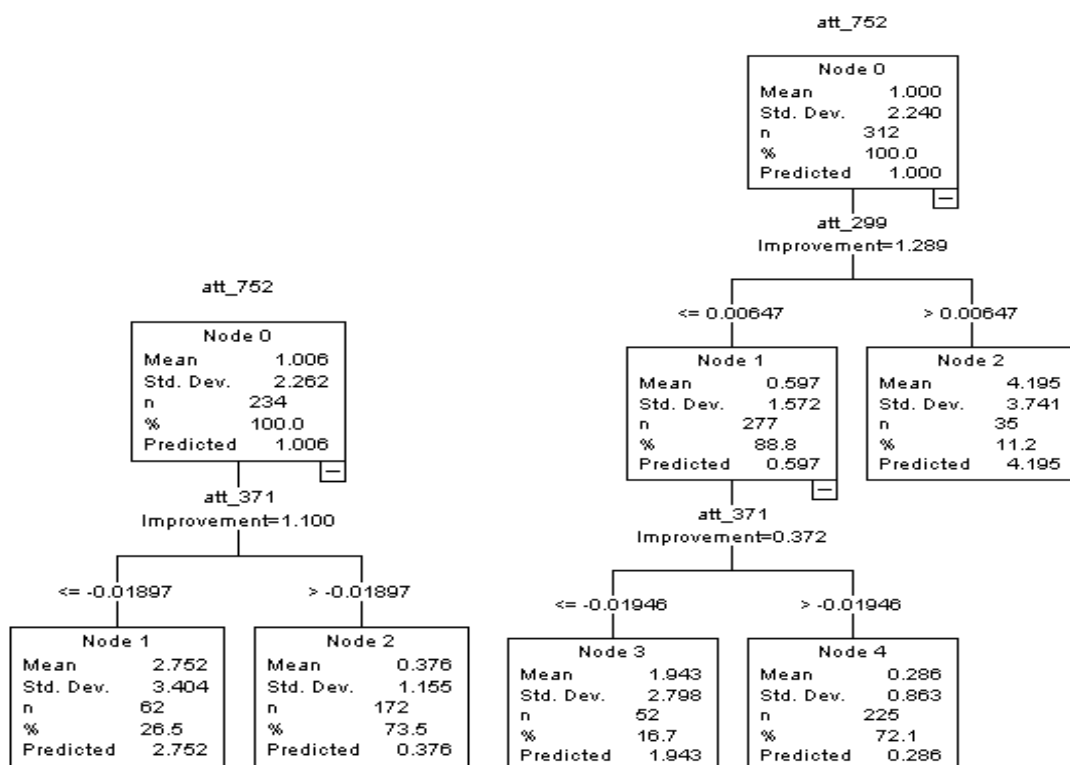 att_752
Node 0
Mean 1.006
Std. Dev. 2.262
n 234
% 100.0
Predicted 1.006
att_371
Improvement=1.100
<= -0.01897
> -0.01897
Node 1
Mean 2.752
Std. Dev. 3.404
n 62
% 26.5
Predicted 2.752
Node 2
Mean 0.376
Std. Dev. 1.155
n 172
% 73.5
Predicted 0.376
att_752
Node 0
Mean 1.000
Std. Dev. 2.240
n 312
% 100.0
Predicted 1.000
att_299
Improvement=1.289
<= 0.00647
> 0.00647
Node 1
Mean 0.597
Std. Dev. 1.572
n 277
% 88.8
Predicted 0.597
Node 2
Mean 4.195
Std. Dev. 3.741
n 35
% 11.2
Predicted 4.195
att_371
Improvement=0.372
<= -0.01946
> -0.01946
Node 3
Mean 1.943
Std. Dev. 2.798
n 52
% 16.7
Predicted 1.943
Node 4
Mean 0.286
Std. Dev. 0.863
n 225
% 72.1
Predicted 0.286